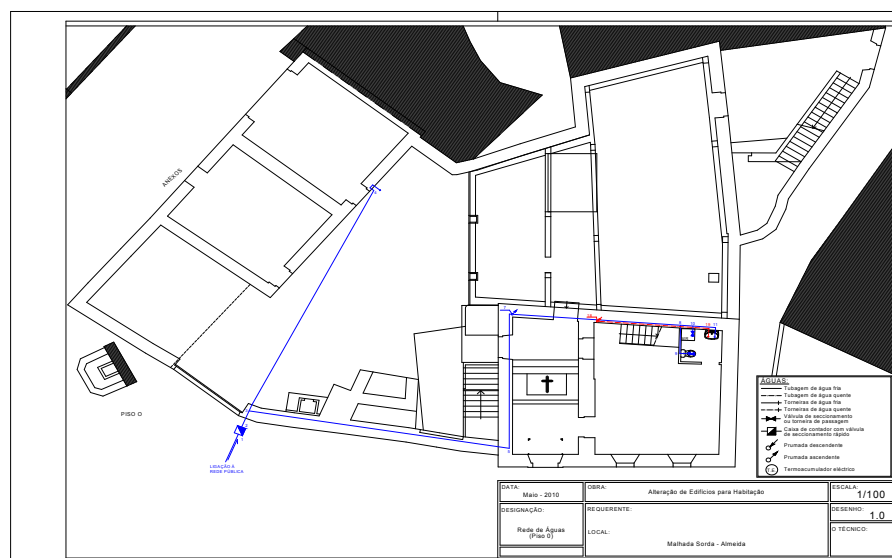 ANEXOS
PISO O
LIGAÇÃO À
REDE PÚBLICA
ÁGUAS:
Tubagem de água fria
Tubagem de água quente
Torneiras de água fria
Torneiras de água quente
Válvula de seccionamento
ou torneira de passagem
Caixa de contador com válvula
de seccionamento rápido
Prumada descendente
Prumada ascendente
T.E.
Termoacumulador eléctrico
DATA:
Maio - 2010
OBRA:
Alteração de Edifícios para Habitação
ESCALA:
1/100
DESIGNAÇÃO:
Rede de Águas
(Piso 0)
REQUERENTE:
LOCAL:
Malhada Sorda - Almeida
DESENHO:
1.0
O TÉCNICO: